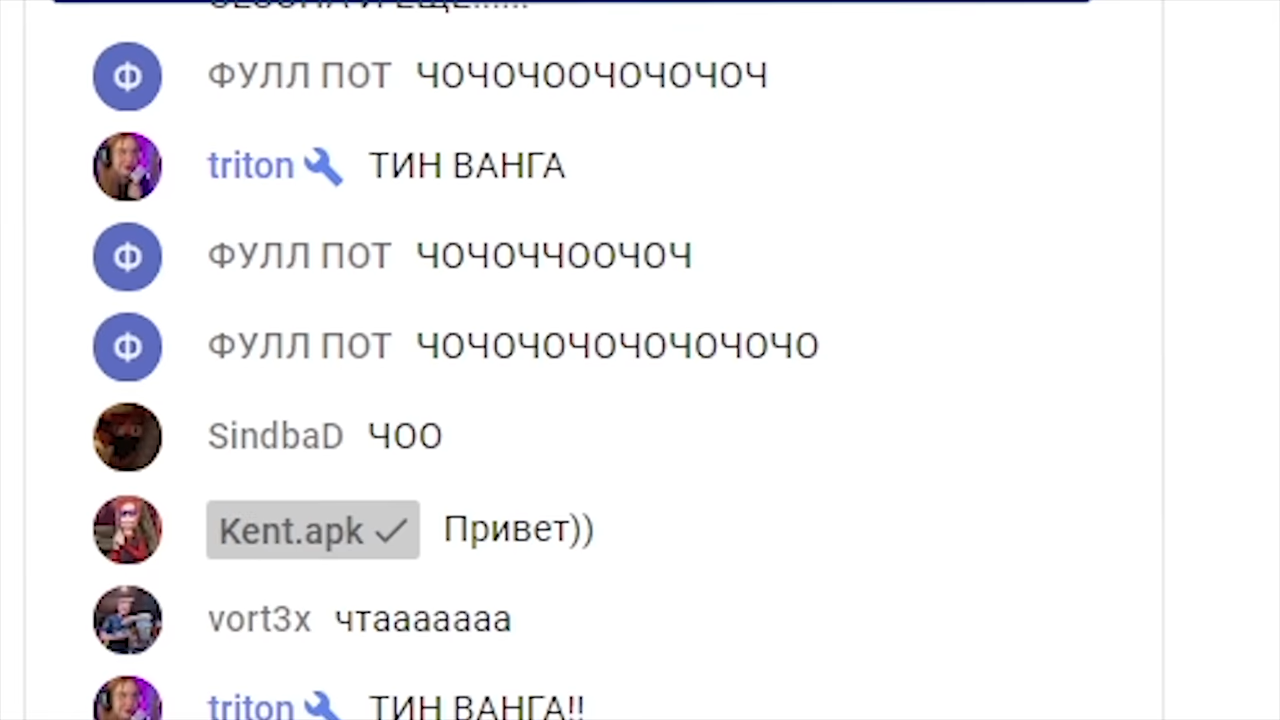 ФУЛЛ ПОТ ЧОЧОЧООЧОЧОЧОЧ
triton ТИН ВАНГА
ФУЛЛ ПОТ ЧОЧОЧЧООЧОЧ
ФУЛЛ ПОТ ЧОЧОЧОЧОЧОЧОЧОЧО
SindbaD ЧОО
Kent.apk Привет))
vort3x чтааааааа
triton ТИН ВАНГА!!